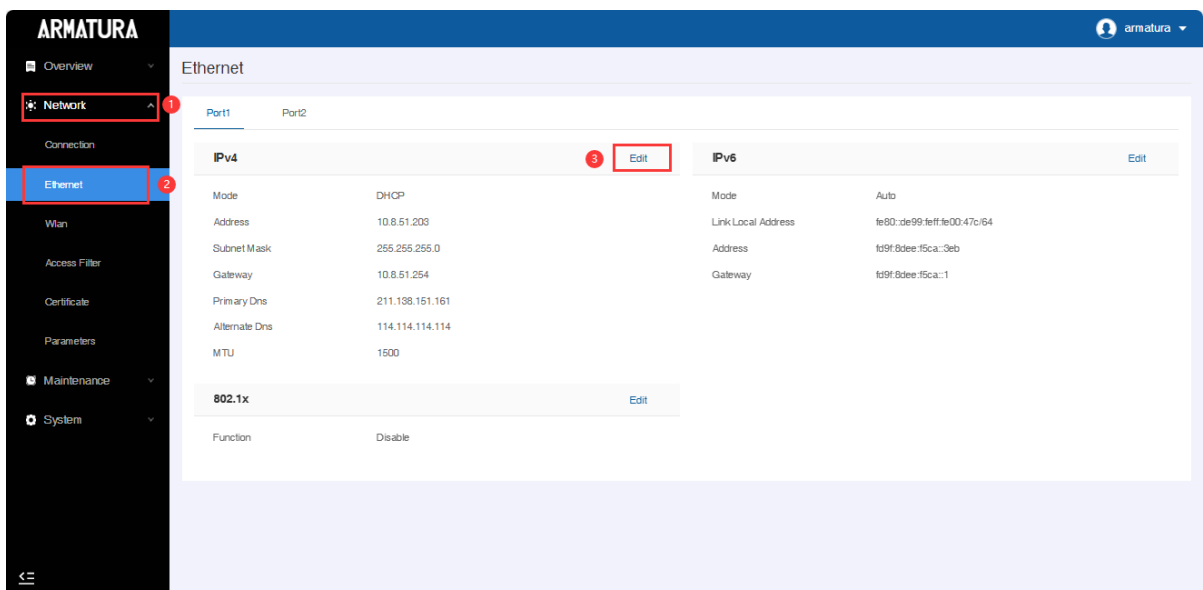 ARMATURA
armatura
Overview
Network
1
Connection
Ethernet
2
Wlan
Access Filter
Certificate
Parameters
Maintenance
System
Ethernet
Port1 Port2
IPv4 3 Edit
Mode DHCP
Address 10.8.51.203
Subnet Mask 255.255.255.0
Gateway 10.8.51.254
Primary Dns 211.138.151.161
Alternate Dns 114.114.114.114
MTU 1500
802.1x Edit
Function Disable
IPv6 Edit
Mode Auto
Link Local Address fe80::de99:feff:fe00:47c/64
Address fd9f:8dee:f5ca::3eb
Gateway fd9f:8dee:f5ca::1